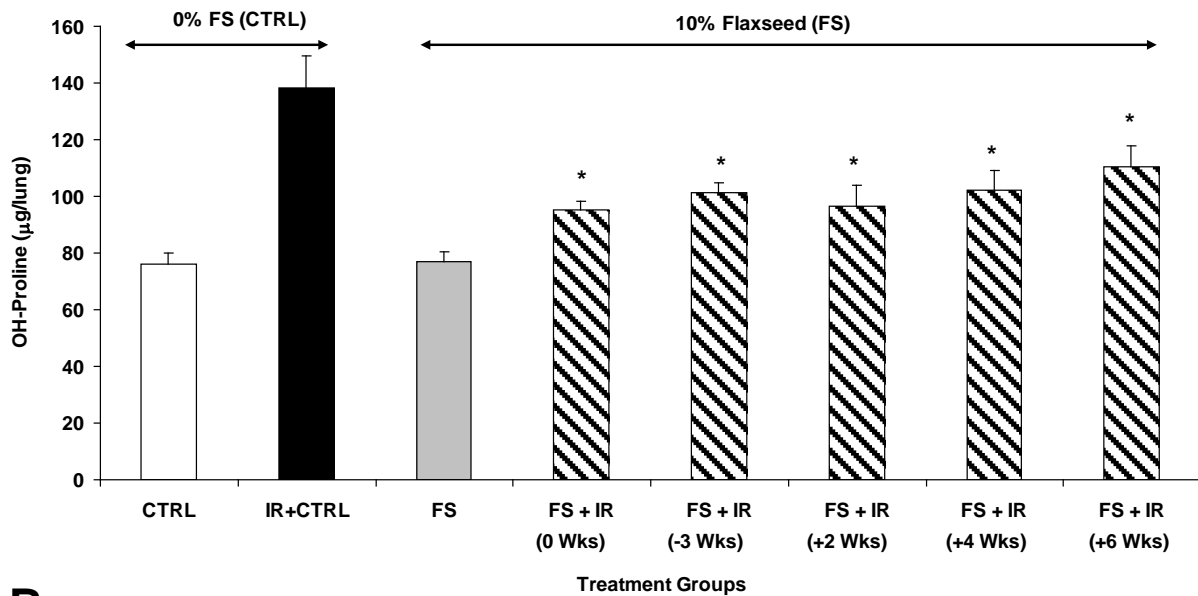 0% FS (CTRL)
10% Flaxseed (FS)
OH-Proline (µg/lung)
160
140
120
100
80
60
40
20
0
* * * * *
CTRL IR+CTRL FS FS + IR FS + IR FS + IR FS + IR FS + IR
(0 Wks) (-3 Wks) (+2 Wks) (+4 Wks) (+6 Wks)
Treatment Groups